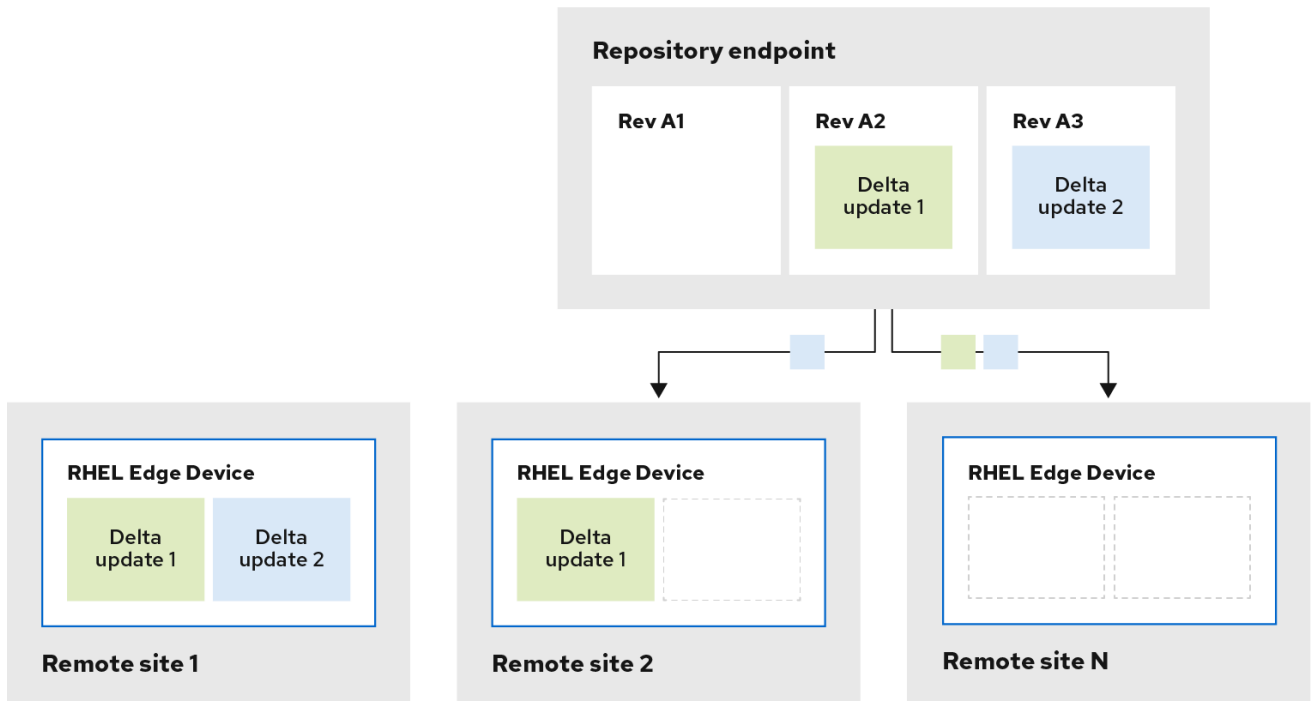 Repository endpoint
Rev A1
Rev A2
Rev A3
Delta
update 1
Delta
update 2
RHEL Edge Device
Delta
update 1
Delta
update 2
Remote site 1
RHEL Edge Device
Delta
update 1
Remote site 2
RHEL Edge Device
Remote site N